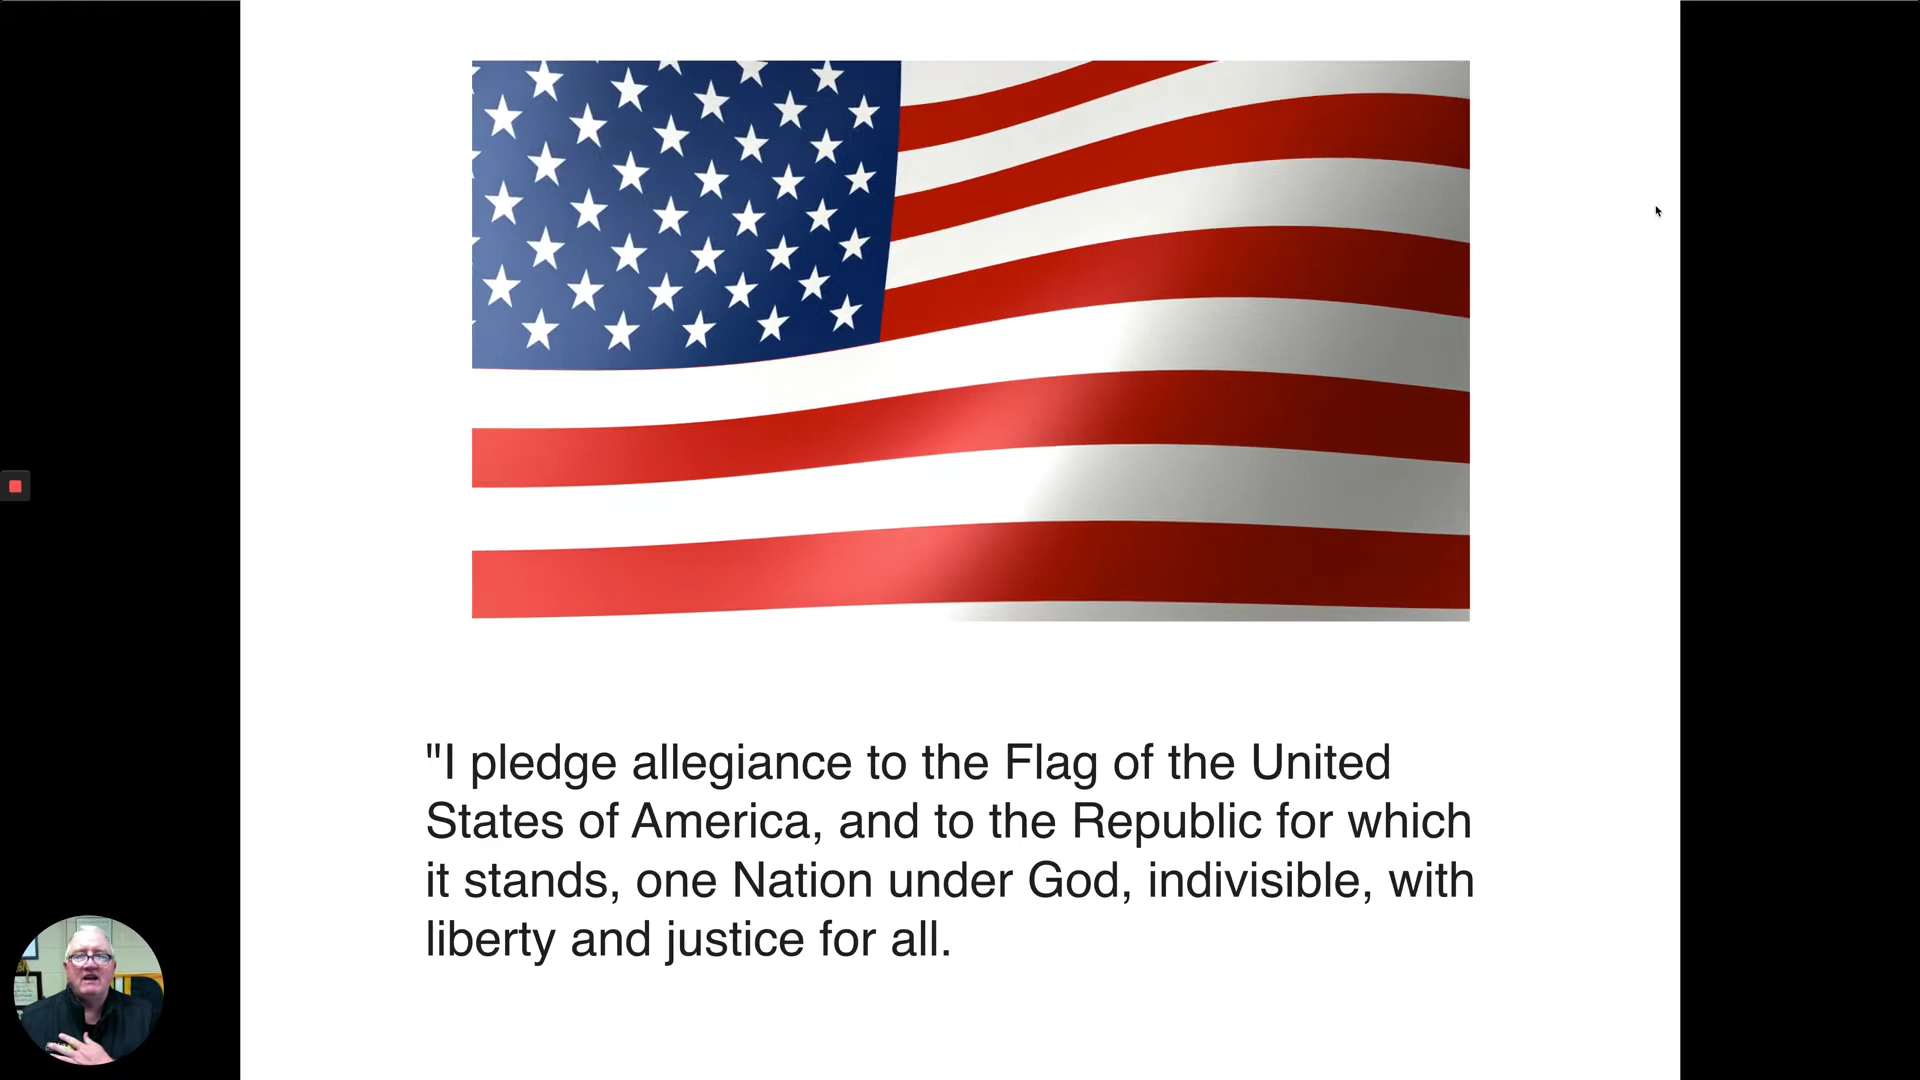 "I pledge allegiance to the Flag of the United
States of America, and to the Republic for which
it stands, one Nation under God, indivisible, with
liberty and justice for all.